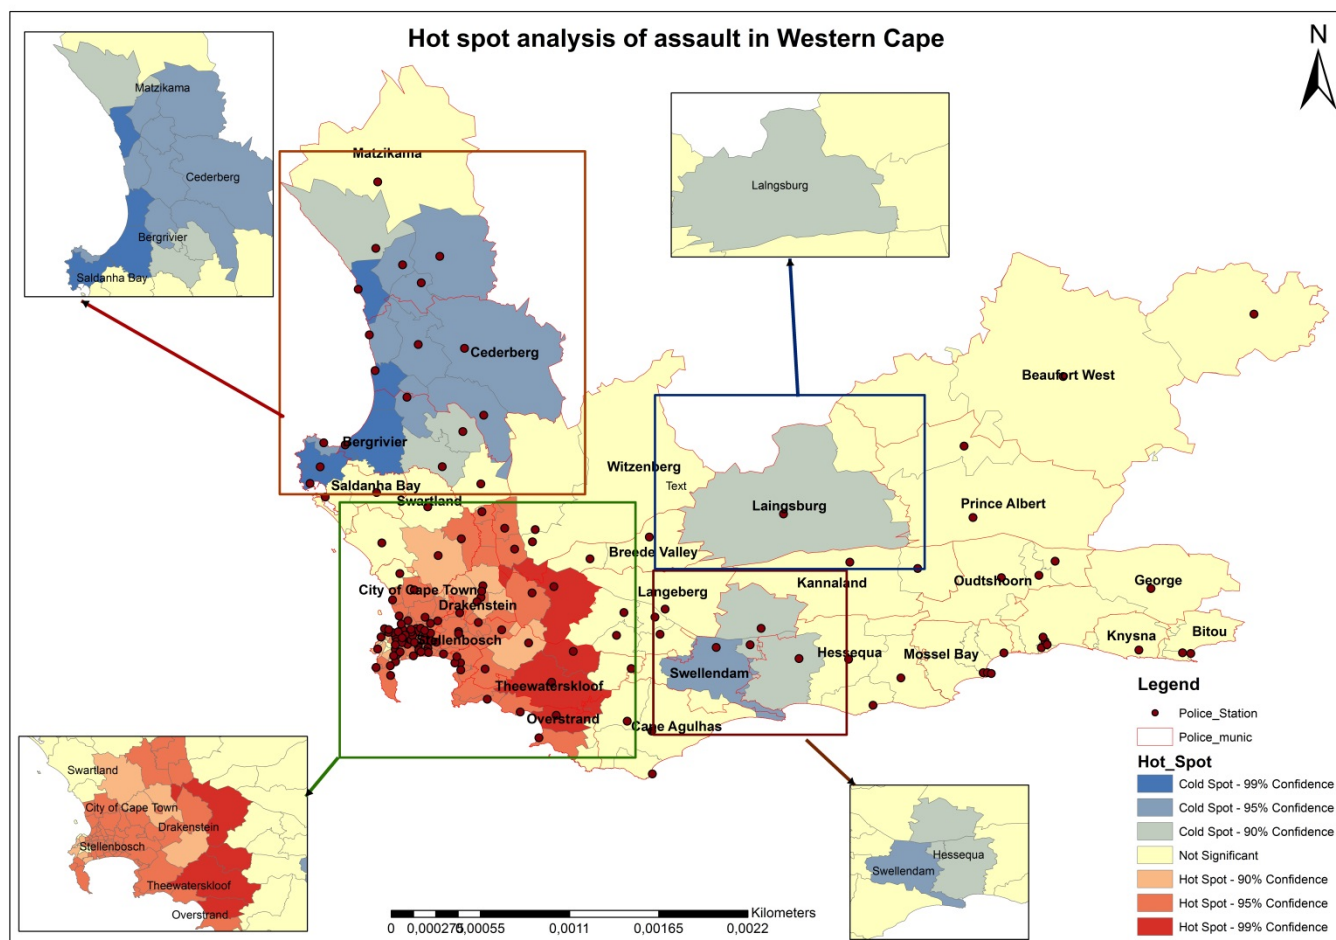 Hot spot analysis of assault in Western Cape
N
Matzikama
Cederberg
Bergrivier
Saldanha Bay
Laingsburg
Matzikama
Cederberg
Bergrivier
Saldanha Bay
Swartland
Beaufort West
Witzenberg
Text
Laingsburg
Prince Albert
Breede Valley
Kannaland
Oudtshoorn
George
City of Cape Town
Drakenstein
Langeberg
Stellenbosch
Hessequa
Mossel Bay
Knysna
Bitou
Swellendam
Theewaterskloof
Overstrand
Cape Agulhas
Swartland
City of Cape Town
Drakenstein
Stellenbosch
Theewaterskloof
Overstrand
Hessequa
Swellendam
Kilometers
0 0,000275 0,00055 0,0011 0,00165 0,0022
Legend
Police_Station
Police_munic
Hot_Spot
Cold Spot - 99% Confidence
Cold Spot - 95% Confidence
Cold Spot - 90% Confidence
Not Significant
Hot Spot - 90% Confidence
Hot Spot - 95% Confidence
Hot Spot - 99% Confidence